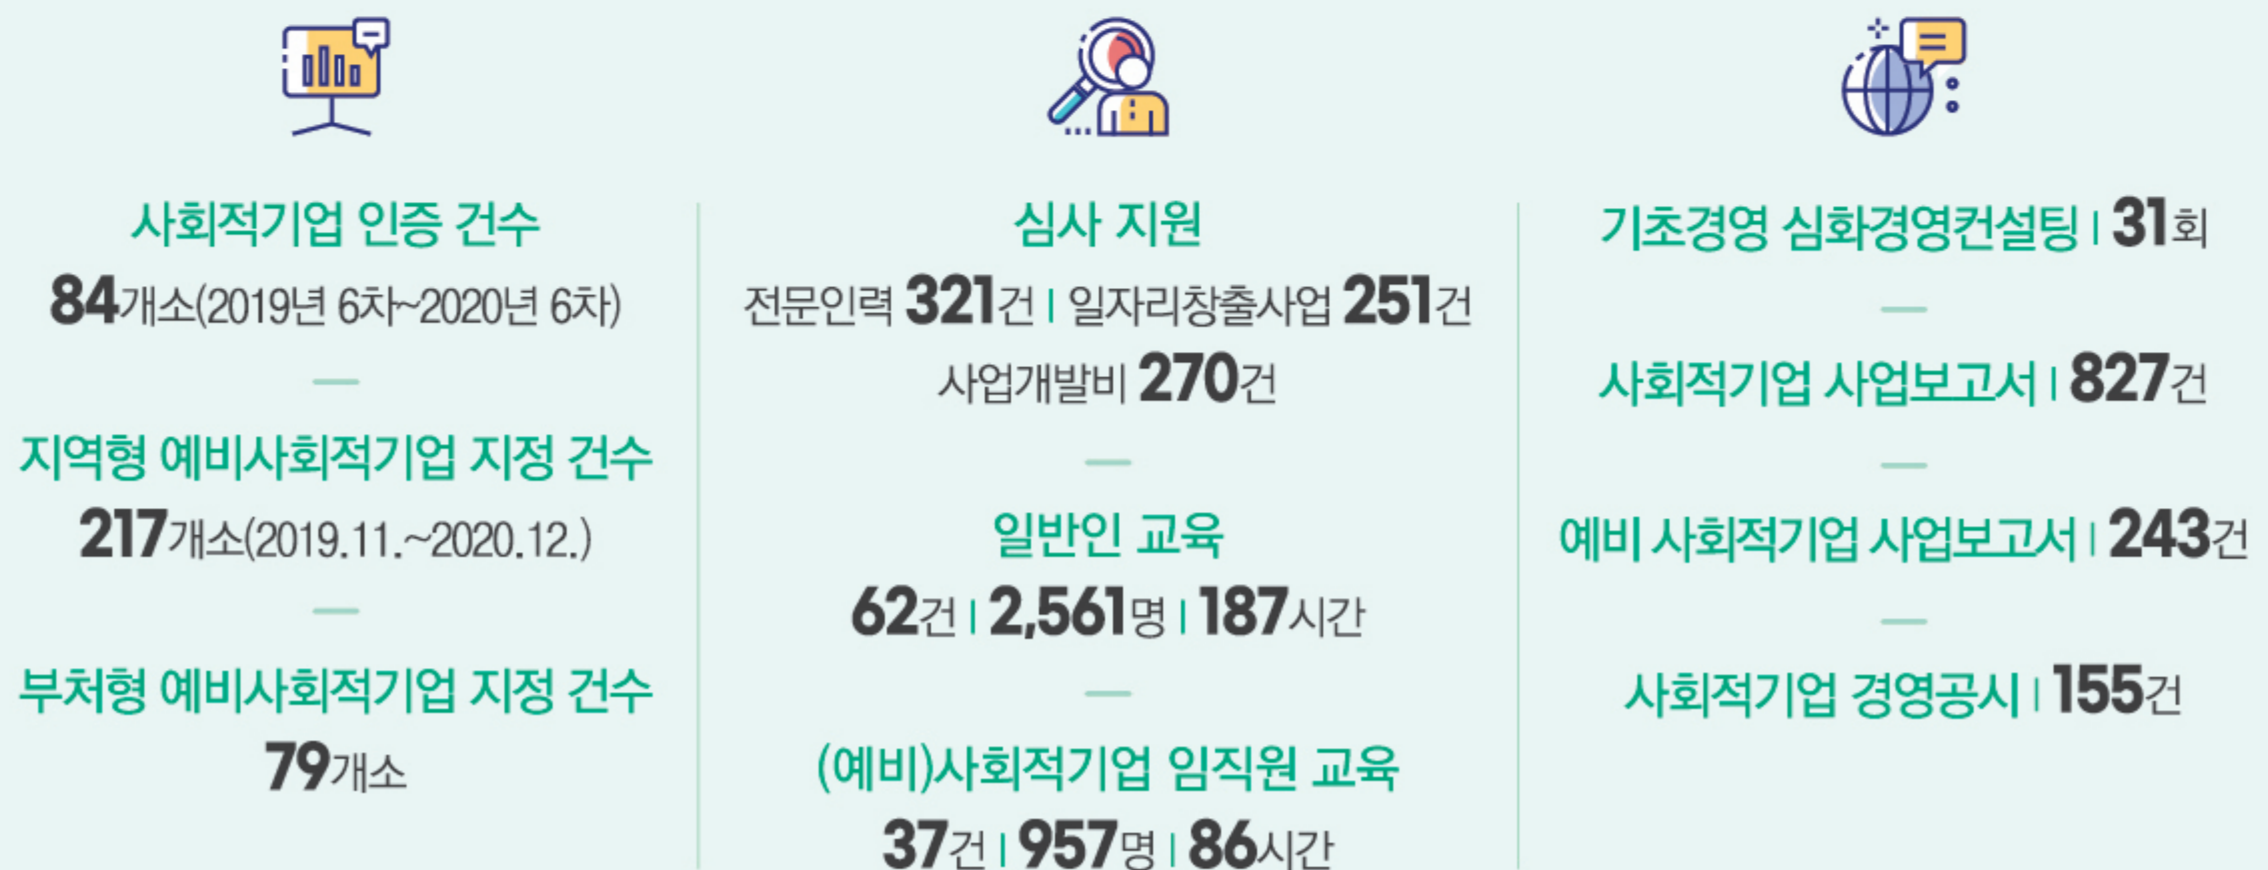 사회적기업 인증 건수
84개소(2019년 6차~2020년 6차)
지역형 예비사회적기업 지정 건수
217개소(2019.11.~2020.12.)
부처형 예비사회적기업 지정 건수
79개소
심사 지원
전문인력 321건 | 일자리창출사업 251건
사업개발비 270건
일반인 교육
62건 | 2,561명 | 187시간
(예비)사회적기업 임직원 교육
37건 | 957명 | 86시간
기초경영 심화경영컨설팅 | 31회
사회적기업 사업보고서 | 827건
예비 사회적기업 사업보고서 | 243건
사회적기업 경영공시 | 155건